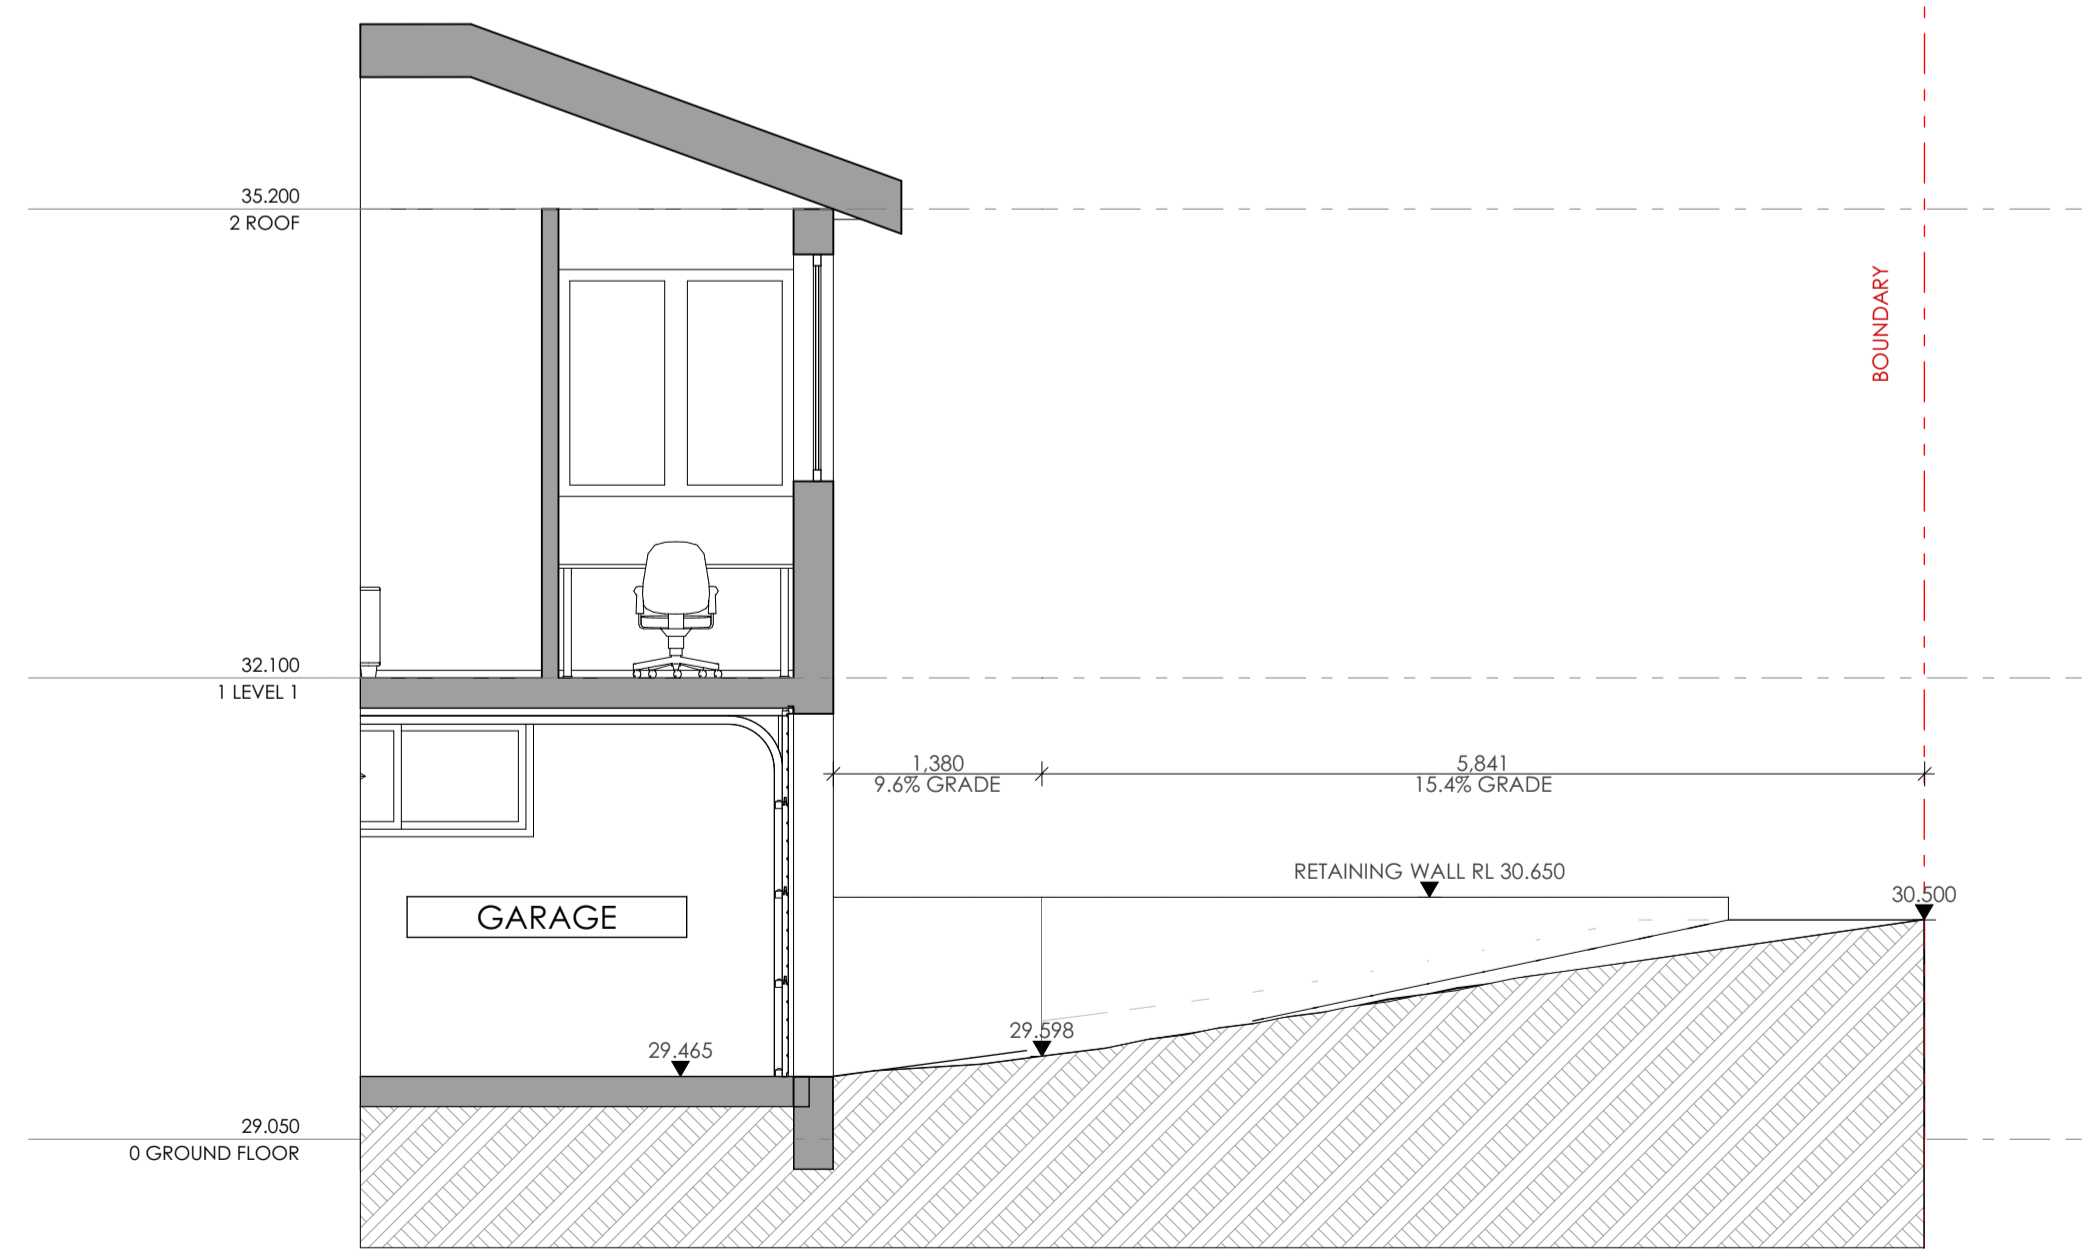 35.200
2 ROOF
BOUNDARY
32.100
1 LEVEL 1
1,380
9.6% GRADE
5,841
15.4% GRADE
RETAINING WALL RL 30.650
30.500
GARAGE
29.598
29.465
29.050
0 GROUND FLOOR